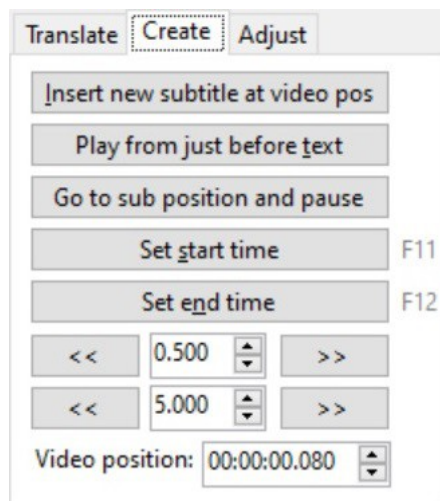 Translate Create Adjust
Insert new subtitle at video pos
Play from just before text
Go to sub position and pause
Set start time F11
Set end time F12
<< 0.500 >>
<< 5.000 >>
Video position: 00:00:00.080